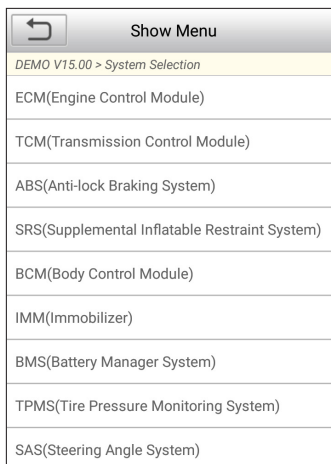 Show Menu
DEMO V15.00 > System Selection
ECM(Engine Control Module)
TCM(Transmission Control Module)
ABS(Anti-lock Braking System)
SRS(Supplemental Inflatable Restraint System)
BCM(Body Control Module)
IMM(Immobilizer)
BMS(Battery Manager System)
TPMS(Tire Pressure Monitoring System)
SAS(Steering Angle System)